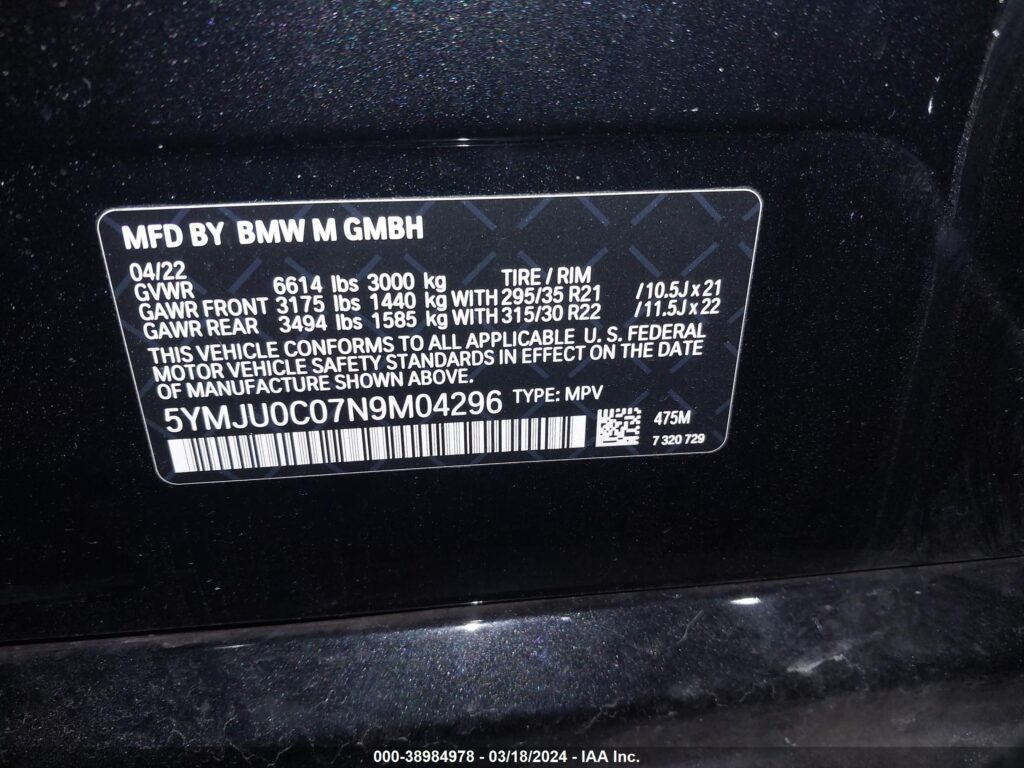 MFD BY BMW M GMBH
04/22 TIRE / RIM
GVWR 6614 lbs 3000 kg
GAWR FRONT 3175 lbs 1440 kg WITH 295/35 R21 /10.5J x 21
GAWR REAR 3494 lbs 1585 kg WITH 315/30 R22 /11.5J x 22
THIS VEHICLE CONFORMS TO ALL APPLICABLE U. S. FEDERAL
MOTOR VEHICLE SAFETY STANDARDS IN EFFECT ON THE DATE
OF MANUFACTURE SHOWN ABOVE.
5YMJU0C07N9M04296 TYPE: MPV
475M
7 320 729
000-38984978 - 03/18/2024 - IAA Inc.